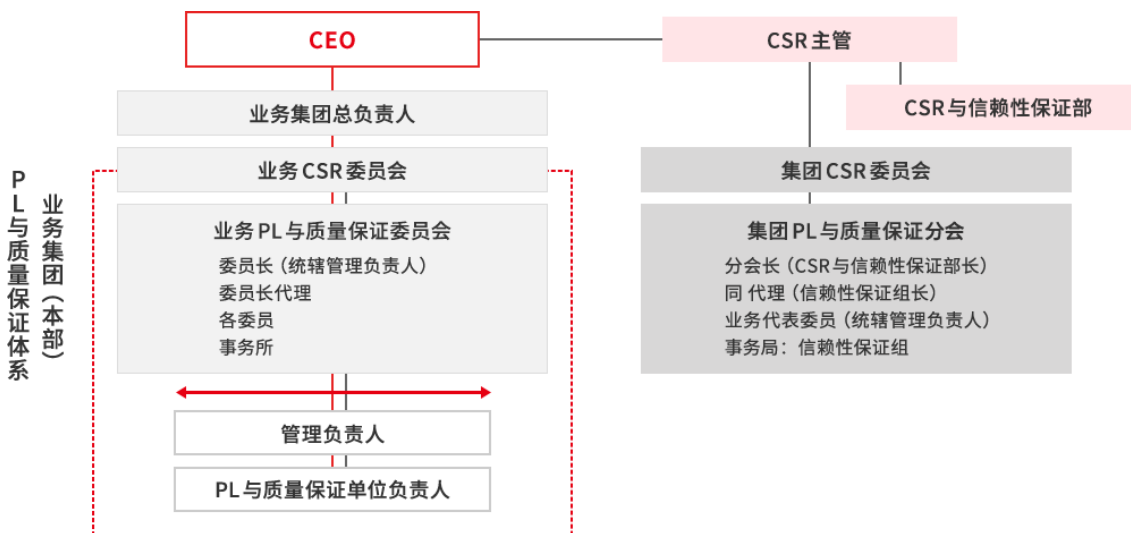 CEO
CSR主管
CSR与信赖性保证部
业务集团总负责人
业务CSR委员会
集团CSR委员会
业务集团（本部）
PL与质量保证体系
业务PL与质量保证委员会
委员长（统辖管理负责人）
委员长代理
各委员
事务所
集团PL与质量保证分会
分会长（CSR与信赖性保证部长）
同 代理（信赖性保证组长）
业务代表委员（统辖管理负责人）
事务局：信赖性保证组
管理负责人
PL与质量保证单位负责人